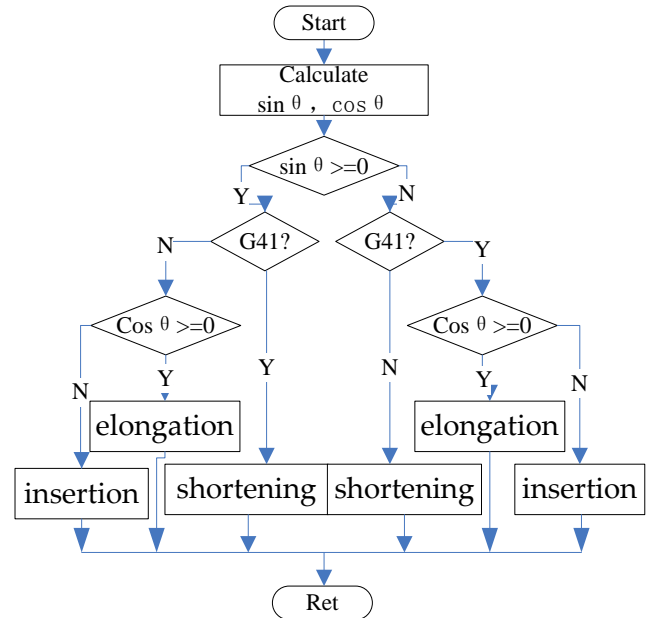 Start
Calculate
sin θ , cos θ
sin θ >=0
Y
N
G41?
G41?
N
Y
Cos θ >=0
Cos θ >=0
Y
Y
N
Y
N
N
elongation
elongation
insertion
shortening
shortening
insertion
Ret